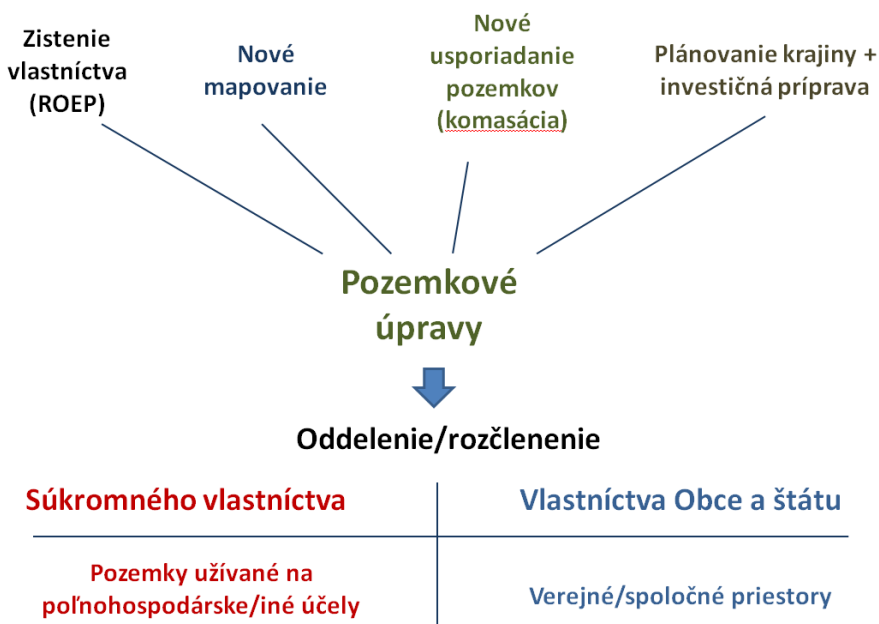 Zistenie
vlastníctva
(ROEP)
Nové
mapovanie
Nové
usporiadanie
pozemkov
(komasácia)
Plánovanie krajiny +
investičná príprava
Pozemkové
úpravy
Oddelenie/rozčlenenie
Súkromného vlastníctva
Vlastníctva Obce a štátu
Pozemky užívané na
poľnohospodárske/iné účely
Verejné/spoločné priestory